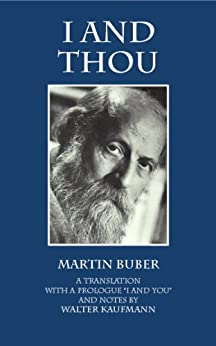 I AND
THOU
MARTIN BUBER
A TRANSLATION
WITH A PROLOGUE "I AND YOU"
AND NOTES BY
WALTER KAUFMANN